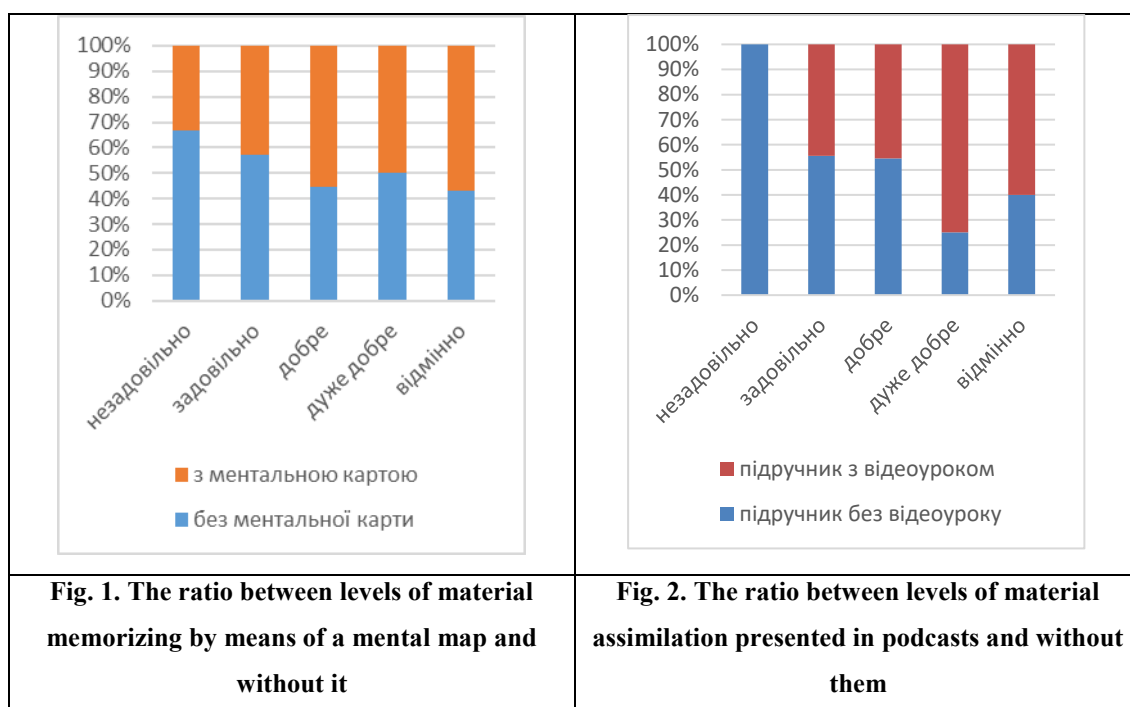 100%
90%
80%
70%
60%
50%
40%
30%
20%
10%
0%
незадовільно
задовільно
добре
дуже добре
відмінно
з ментальною картою
без ментальної карти
100%
90%
80%
70%
60%
50%
40%
30%
20%
10%
0%
незадовільно
задовільно
добре
дуже добре
відмінно
підручник з відеоуроком
підручник без відеоуроку
Fig. 1. The ratio between levels of material
memorizing by means of a mental map and
without it
Fig. 2. The ratio between levels of material
assimilation presented in podcasts and without
them